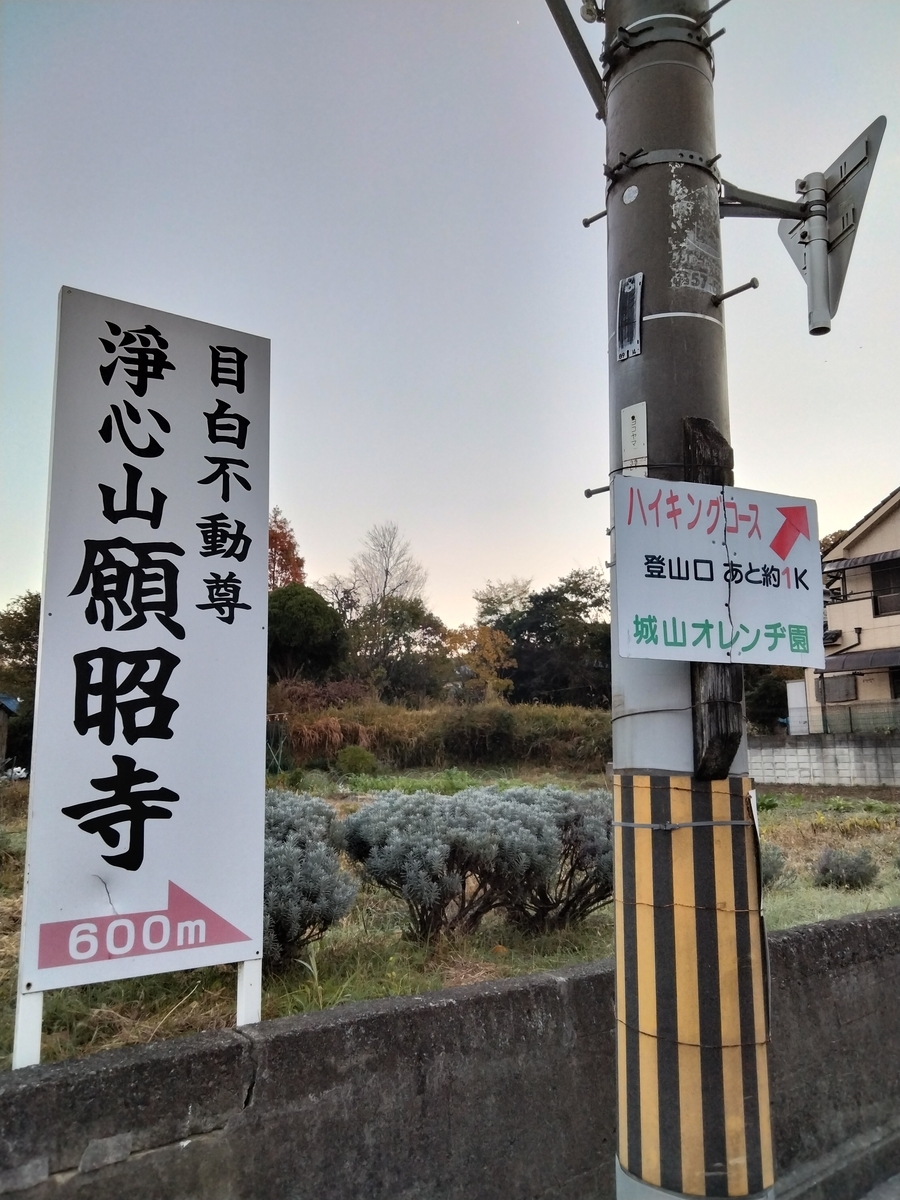 目白不動尊
淨心山願昭寺
600m
ハイキングコース
登山口 あと約1K
城山オレンヂ園